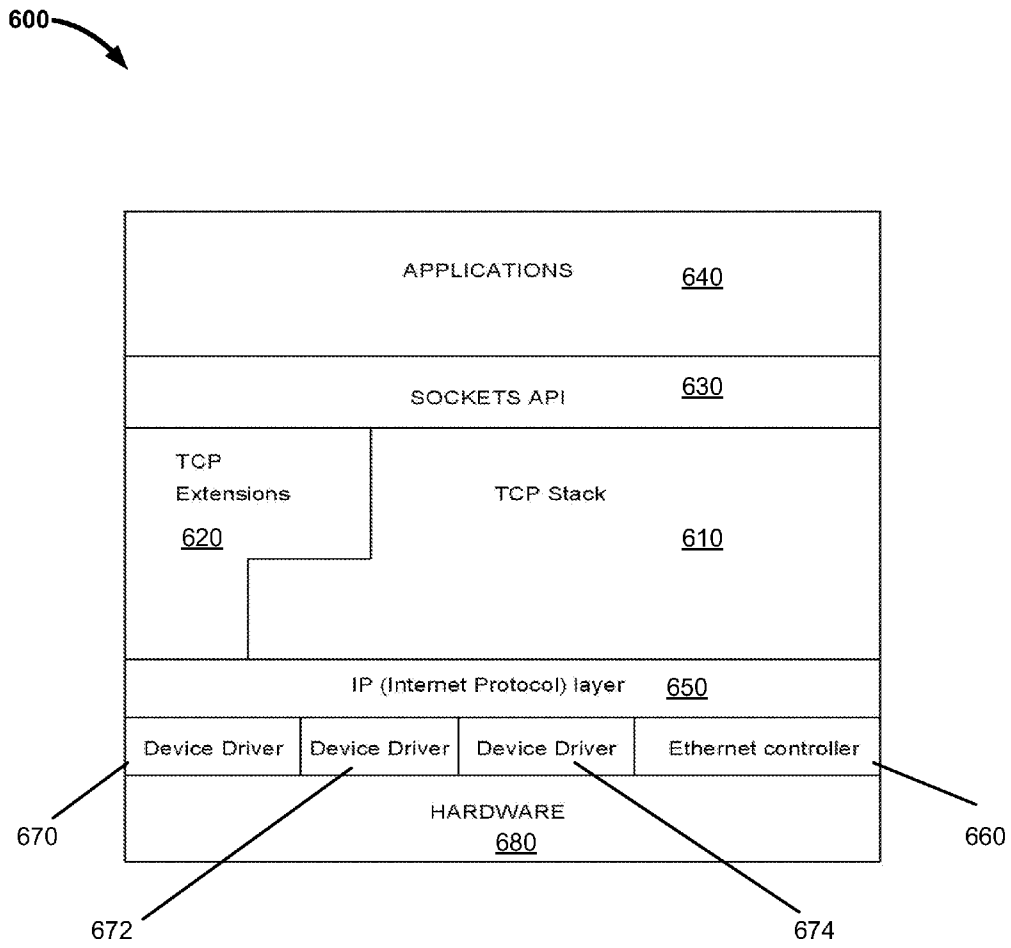 600
APPLICATIONS 640
SOCKETS API 630
TCP
Extensions
620
TCP Stack
610
IP (Internet Protocol) layer 650
Device Driver Device Driver Device Driver Ethernet controller
HARDWARE
680
670
660
672
674